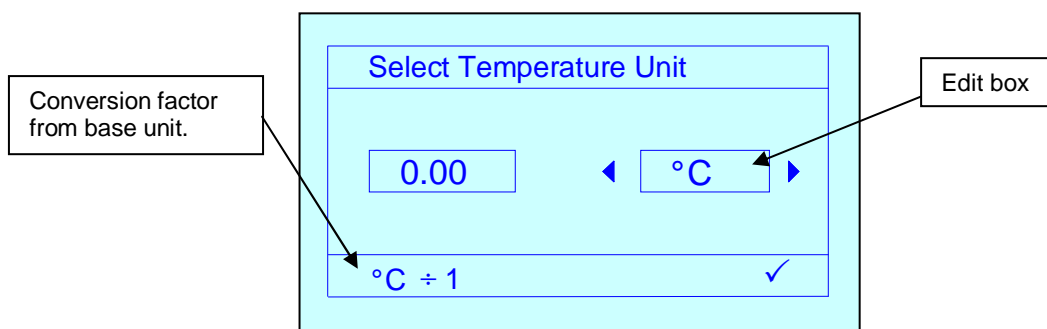 Select Temperature Unit
Conversion factor
from base unit.
Edit box
0.00
°C
°C ÷ 1
✓